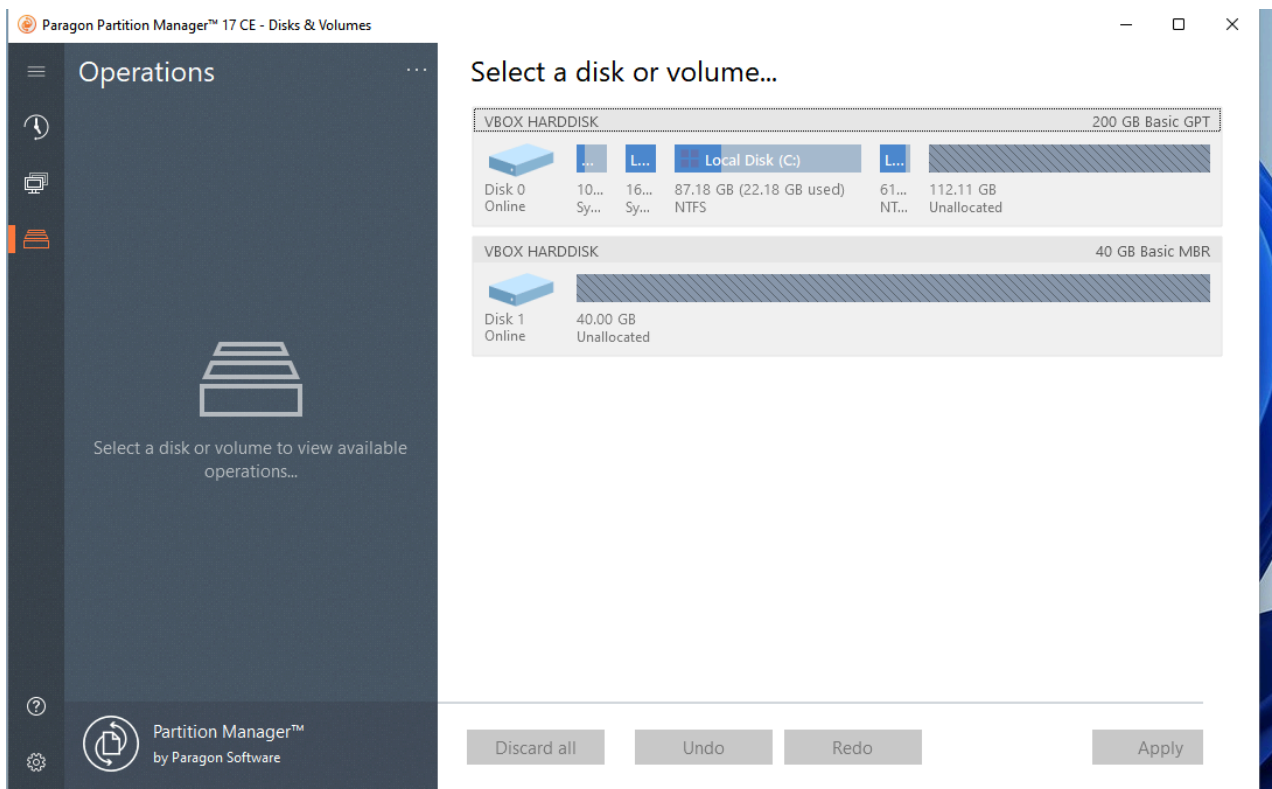 Paragon Partition Manager™ 17 CE - Disks & Volumes
Operations
...
Select a disk or volume to view available
operations...
Partition Manager™
by Paragon Software
Select a disk or volume...
VBOX HARDDISK 200 GB Basic GPT
... L... Local Disk (C:) L...
Disk 0 10... 16... 87.18 GB (22.18 GB used) 61... 112.11 GB
Online Sy... Sy... NTFS NT... Unallocated
VBOX HARDDISK 40 GB Basic MBR
Disk 1 40.00 GB
Online Unallocated
Discard all Undo Redo Apply